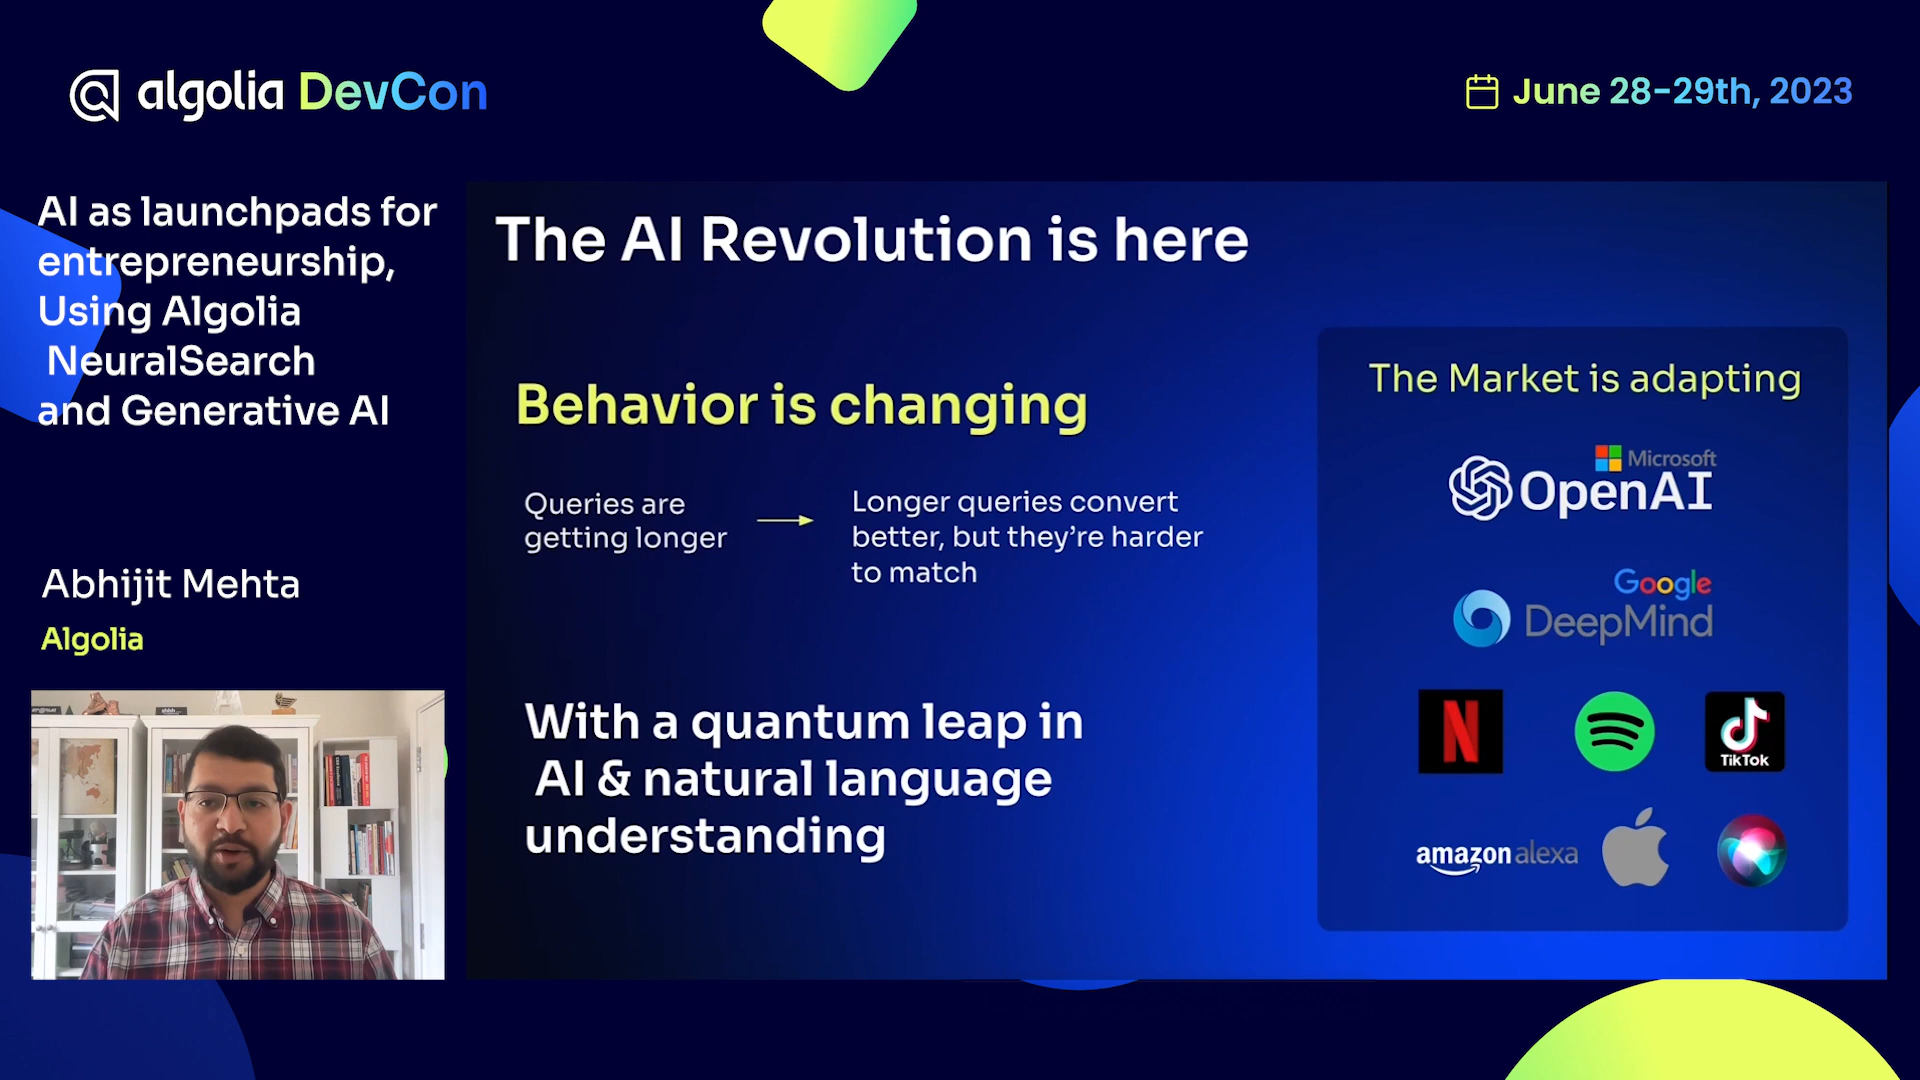 algolia DevCon
June 28-29th, 2023
AI as launchpads for
entrepreneurship,
Using Algolia
NeuralSearch
and Generative AI
Abhijit Mehta
Algolia
The AI Revolution is here
Behavior is changing
Queries are
getting longer
Longer queries convert
better, but they're harder
to match
With a quantum leap in
AI & natural language
understanding
The Market is adapting
Microsoft
OpenAI
Google
DeepMind
N
TikTok
amazon alexa